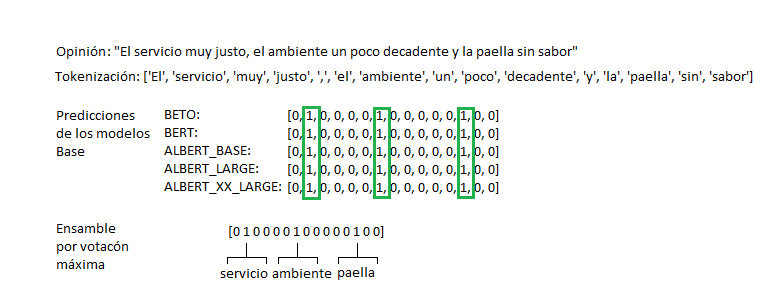 Opinión: "El servicio muy justo, el ambiente un poco decadente y la paella sin sabor"
Tokenización: ['El', 'servicio', 'muy', 'justo', ',', 'el', 'ambiente', 'un', 'poco', 'decadente', 'y', 'la', 'paella', 'sin', 'sabor']
Predicciones
de los modelos
Base
BETO: [0, 1, 0, 0, 0, 0, 1, 0, 0, 0, 0, 0, 1, 0, 0]
BERT: [0, 1, 0, 0, 0, 0, 1, 0, 0, 0, 0, 0, 1, 0, 0]
ALBERT_BASE: [0, 1, 0, 0, 0, 0, 1, 0, 0, 0, 0, 0, 1, 0, 0]
ALBERT_LARGE: [0, 1, 0, 0, 0, 0, 1, 0, 0, 0, 0, 0, 1, 0, 0]
ALBERT_XX_LARGE: [0, 1, 0, 0, 0, 0, 1, 0, 0, 0, 0, 0, 1, 0, 0]
Ensamble
por votacón
máxima
[0 1 0 0 0 0 1 0 0 0 0 0 1 0 0]
servicio ambiente paella